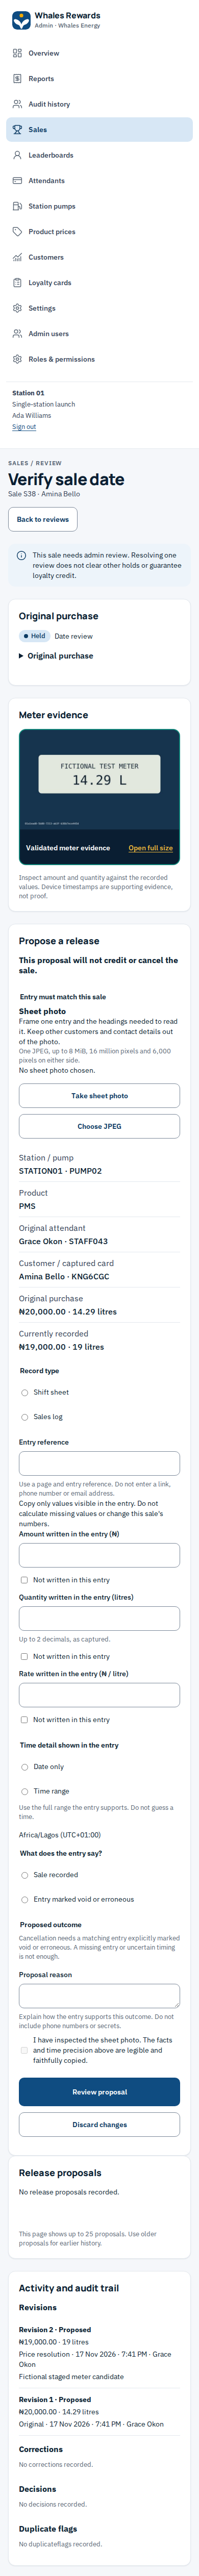 Whales Rewards
Admin · Whales Energy
Overview
Reports
Audit history
Sales
Leaderboards
Attendants
Station pumps
Product prices
Customers
Loyalty cards
Settings
Admin users
Roles & permissions
Station 01
Single-station launch
Ada Williams
Sign out
SALES / REVIEW
Verify sale date
Sale 538 · Amina Bello
Back to reviews
This sale needs admin review. Resolving one
review does not clear other holds or guarantee
loyalty credit.
Original purchase
Held Date review
Original purchase
Meter evidence
FICTIONAL TEST METER
14.29 L
Validated meter evidence Open full size
Inspect amount and quantity against the recorded
values. Device timestamps are supporting evidence,
not proof.
Propose a release
This proposal will not credit or cancel the
sale.
Entry must match this sale
Sheet photo
Frame one entry and the headings needed to read
it. Keep other customers and contact details out
of the photo.
One JPEG, up to 8 MiB, 16 million pixels and 6,000
pixels on either side.
No sheet photo chosen.
Take sheet photo
Choose JPEG
Station / pump
STATION01 · PUMP02
Product
PMS
Original attendant
Grace Okon · STAFF043
Customer / captured card
Amina Bello · KNG6CGC
Original purchase
₦20,000.00 · 14.29 litres
Currently recorded
₦19,000.00 · 19 litres
Record type
Shift sheet
Sales log
Entry reference
Use a page and entry reference. Do not enter a link,
phone number or email address.
Copy only values visible in the entry. Do not
calculate missing values or change this sale's
numbers.
Amount written in the entry (₦)
Not written in this entry
Quantity written in the entry (litres)
Up to 2 decimals, as captured.
Not written in this entry
Rate written in the entry (₦ / litre)
Not written in this entry
Time detail shown in the entry
Date only
Time range
Use the full range the entry supports. Do not guess a
time.
Africa/Lagos (UTC+01:00)
What does the entry say?
Sale recorded
Entry marked void or erroneous
Proposed outcome
Cancellation needs a matching entry explicitly marked
void or erroneous. A missing entry or uncertain timing
is not enough.
Proposal reason
Explain how the entry supports this outcome. Do not
include phone numbers or secrets.
I have inspected the sheet photo. The facts
and time precision above are legible and
faithfully copied.
Review proposal
Discard changes
Release proposals
No release proposals recorded.
This page shows up to 25 proposals. Use older
proposals for earlier history.
Activity and audit trail
Revisions
Revision 2 · Proposed
₦19,000.00 · 19 litres
Price resolution · 17 Nov 2026 · 7:41 PM · Grace
Okon
Fictional staged meter candidate
Revision 1 · Proposed
₦20,000.00 · 14.29 litres
Original · 17 Nov 2026 · 7:41 PM · Grace Okon
Corrections
No corrections recorded.
Decisions
No decisions recorded.
Duplicate flags
No duplicateflags recorded.